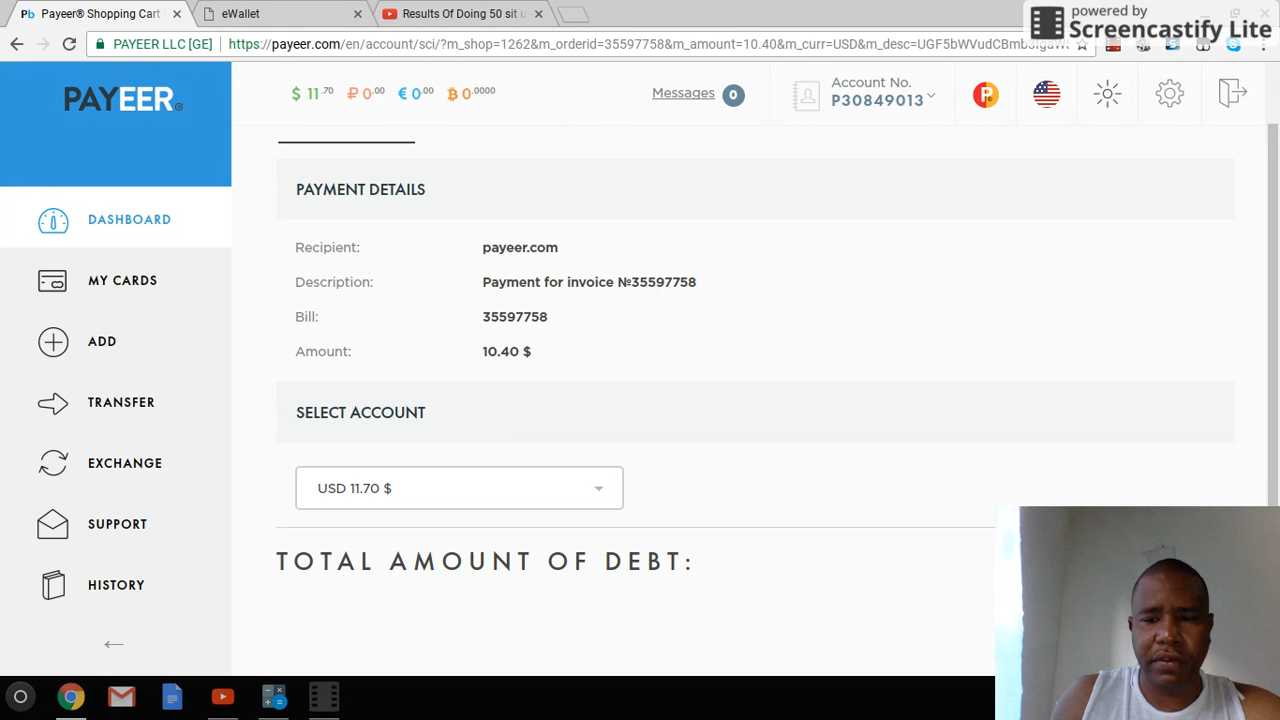 Payeer® Shopping Cart
eWallet
Results Of Doing 50 sit u
powered by
Screencastify Lite
PAYEER LLC [GE]
https://payeer.com/en/account/sci/?m_shop=1262&m_orderid=35597758&m_amount=10.40&m_curr=USD&m_desc=
PAYEER®
$ 11.70 ₽ 0.00 € 0.00 ฿ 0.0000
Messages 0
Account No.
P30849013
DASHBOARD
MY CARDS
ADD
TRANSFER
EXCHANGE
SUPPORT
HISTORY
PAYMENT DETAILS
Recipient: payeer.com
Description: Payment for invoice №35597758
Bill: 35597758
Amount: 10.40 $
SELECT ACCOUNT
USD 11.70 $
TOTAL AMOUNT OF DEBT: